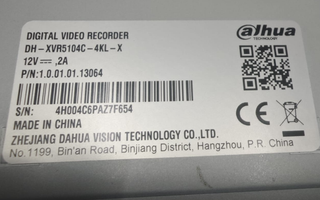 DIGITAL VIDEO RECORDER
alhua
TECHNOLOGY
DH-XVR5104C-4KL-X
12V⎓,2A
P/N:1.0.01.01.13064
S/N:
4H004C6PAZ7F654
MADE IN CHINA
ZHEJIANG DAHUA VISION TECHNOLOGY CO.,LTD.
No.1199, Bin'an Road, Binjiang District, Hangzhou, P.R. China